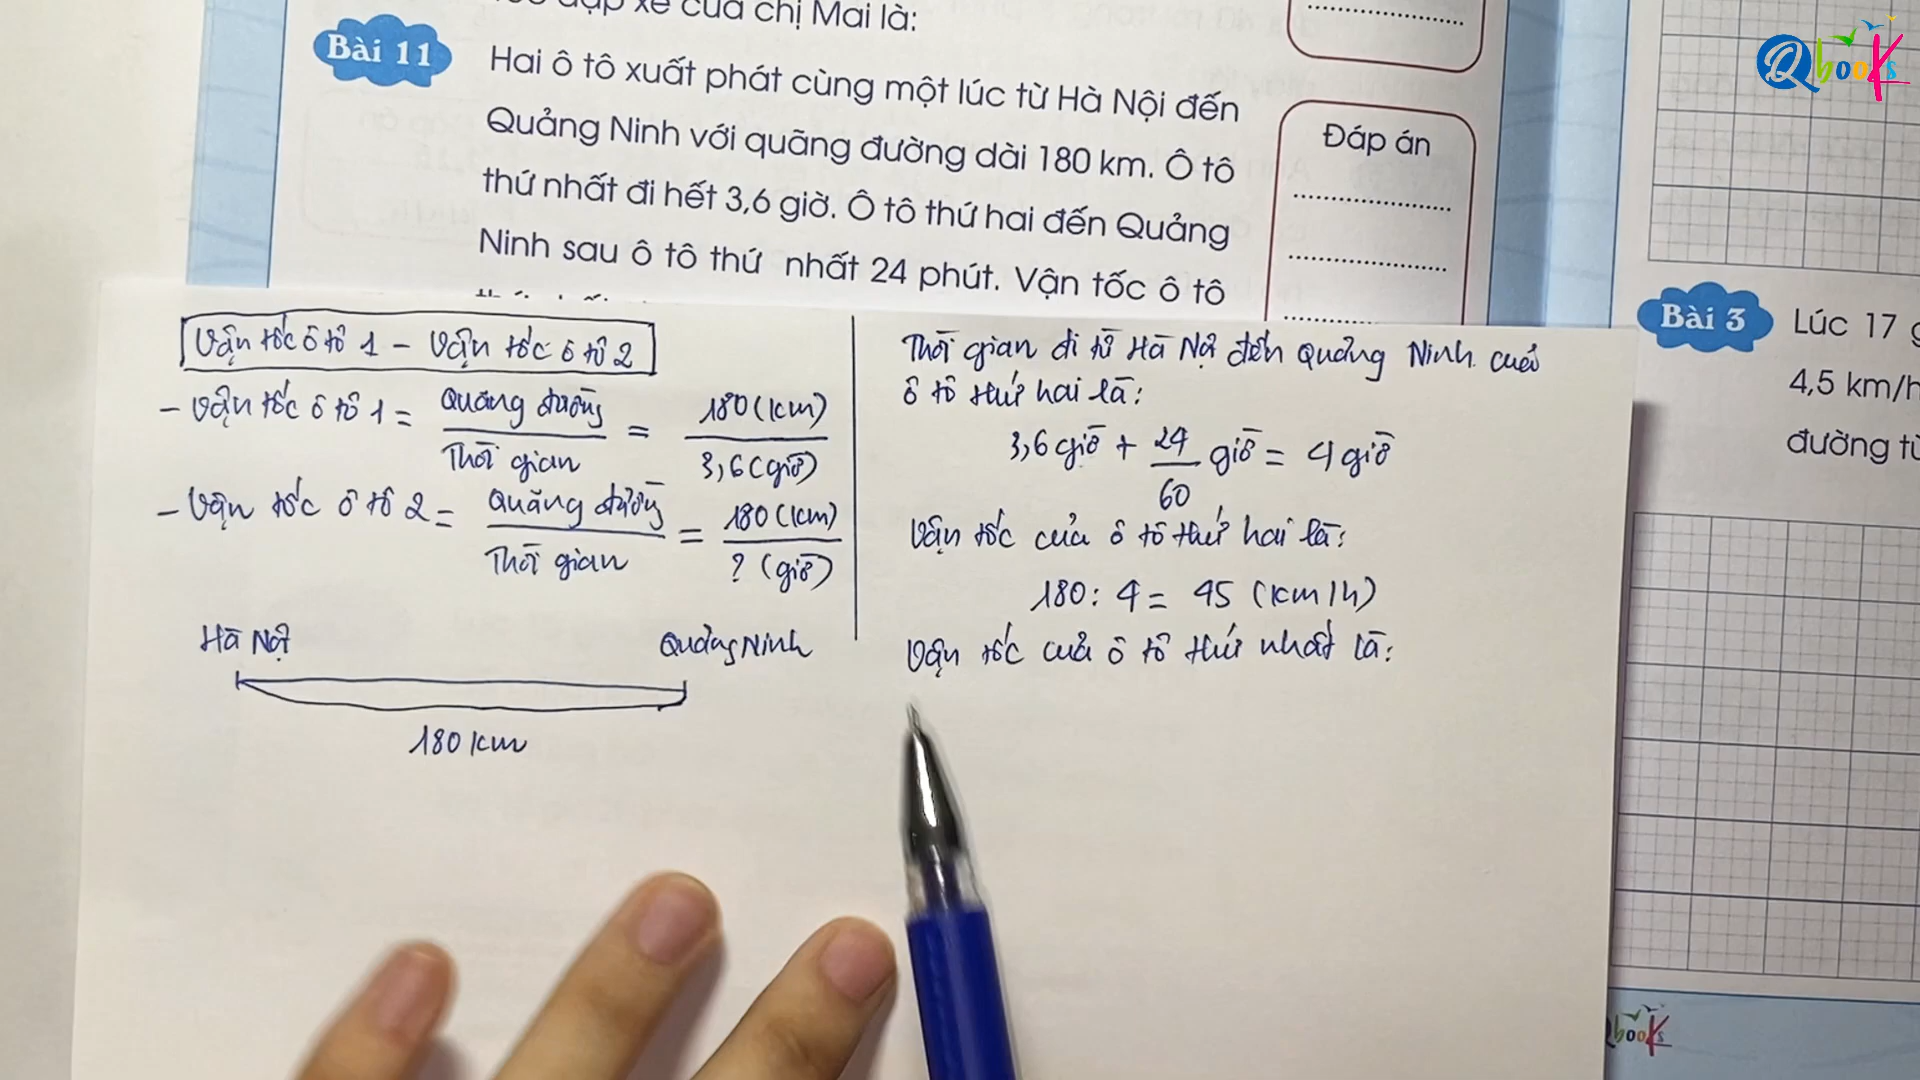 xe của chị Mai là:
Bài 11
Hai ô tô xuất phát cùng một lúc từ Hà Nội đến
Quảng Ninh với quãng đường dài 180 km. Ô tô
thứ nhất đi hết 3,6 giờ. Ô tô thứ hai đến Quảng
Ninh sau ô tô thứ nhất 24 phút. Vận tốc ô tô
Đáp án
Qbooks
Bài 3
Lúc 17 g
4,5 km/h
đường từ
Vận tốc ô tô 1 - Vận tốc ô tô 2
- Vận tốc ô tô 1 = Quãng đường / Thời gian = 180 (km) / 3,6 (giờ)
- Vận tốc ô tô 2 = Quãng đường / Thời gian = 180 (km) / ? (giờ)
Hà Nội Quảng Ninh
180 km
Thời gian đi từ Hà Nội đến Quảng Ninh của
ô tô thứ hai là:
3,6 giờ + 24/60 giờ = 4 giờ
Vận tốc của ô tô thứ hai là:
180 : 4 = 45 (km/h)
Vận tốc của ô tô thứ nhất là:
books